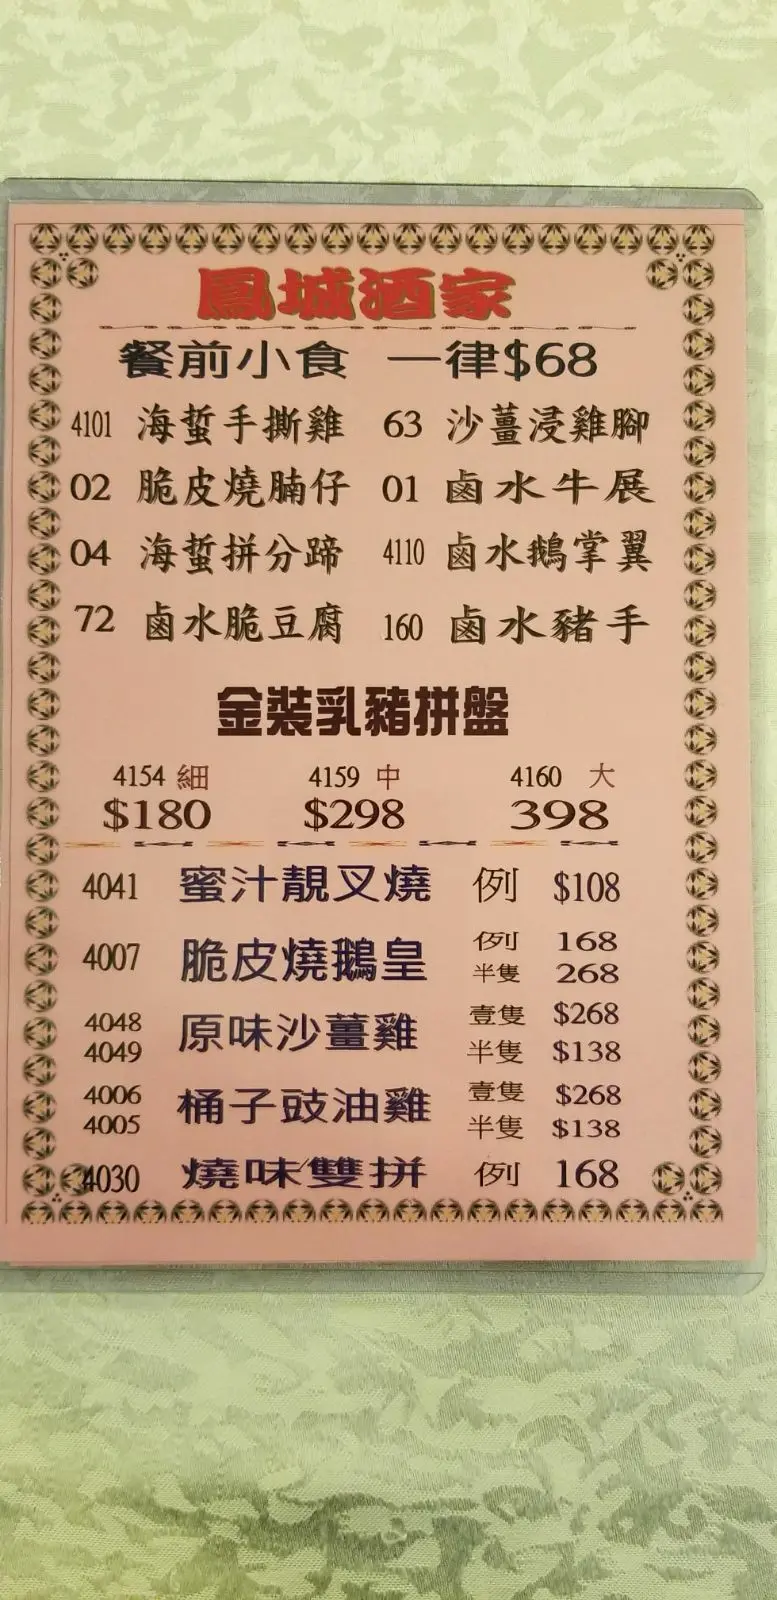 鳳城酒家
餐前小食 一律$68
4101 海蜇手撕雞 63 沙薑浸雞腳
02 脆皮燒腩仔 01 鹵水牛展
04 海蜇拼分蹄 4110 鹵水鵝掌翼
72 鹵水脆豆腐 160 鹵水豬手
金裝乳豬拼盤
4154 細 4159 中 4160 大
$180 $298 398
4041 蜜汁靚叉燒 例 $108
4007 脆皮燒鵝皇 例 168
半隻 268
4048 原味沙薑雞 壹隻 $268
4049 半隻 $138
4006 桶子豉油雞 壹隻 $268
4005 半隻 $138
4030 燒味雙拼 例 168